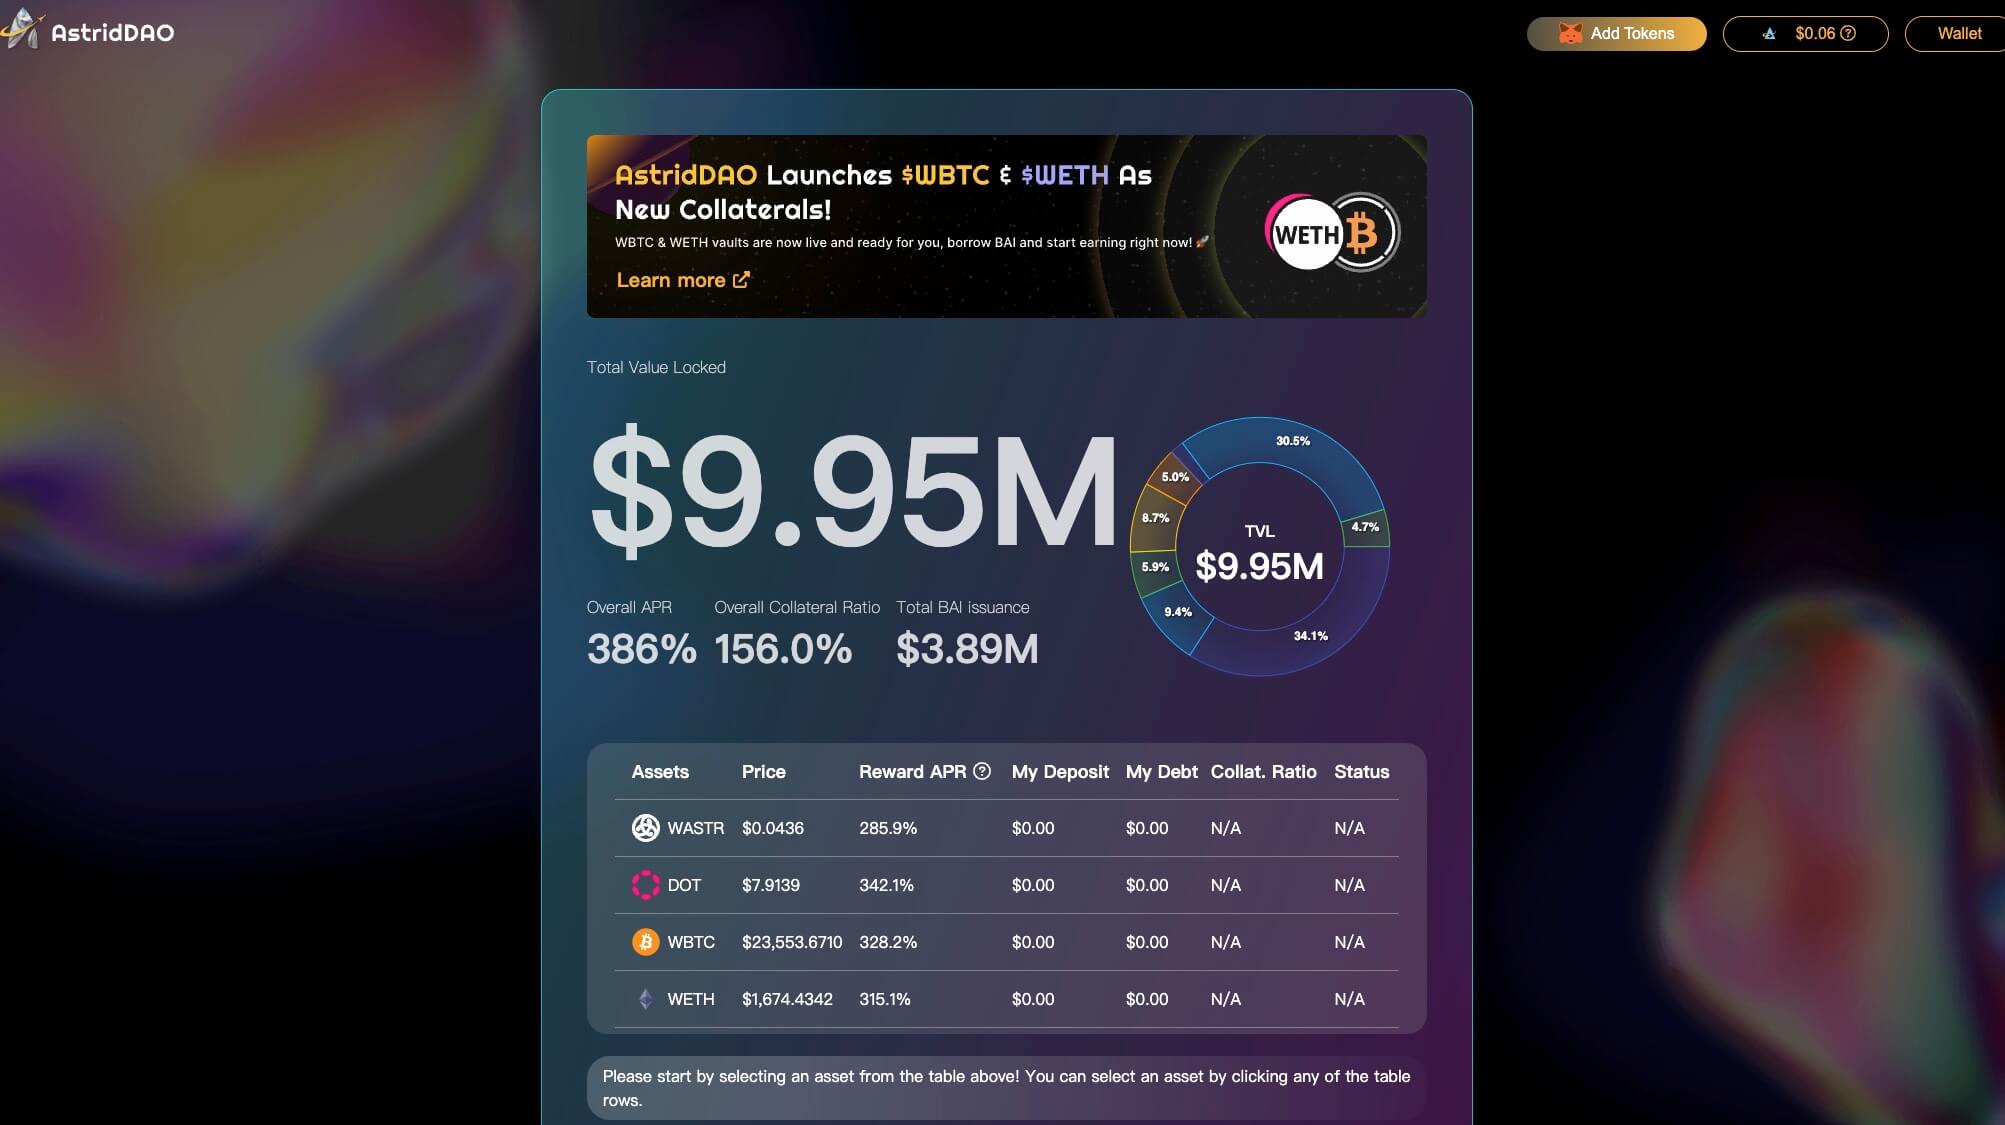 AstridDAO
Add Tokens
$0.06
Wallet
AstridDAO Launches $WBTC & $WETH As
New Collaterals!
WBTC & WETH vaults are now live and ready for you, borrow BAI and start earning right now! 🚀
Learn more
WETH
Total Value Locked
$9.95M
Overall APR
386%
Overall Collateral Ratio
156.0%
Total BAI issuance
$3.89M
30.5%
4.7%
34.1%
9.4%
5.9%
8.7%
5.0%
TVL
$9.95M
Assets Price Reward APR My Deposit My Debt Collat. Ratio Status
WASTR $0.0436 285.9% $0.00 $0.00 N/A N/A
DOT $7.9139 342.1% $0.00 $0.00 N/A N/A
WBTC $23,553.6710 328.2% $0.00 $0.00 N/A N/A
WETH $1,674.4342 315.1% $0.00 $0.00 N/A N/A
Please start by selecting an asset from the table above! You can select an asset by clicking any of the table
rows.